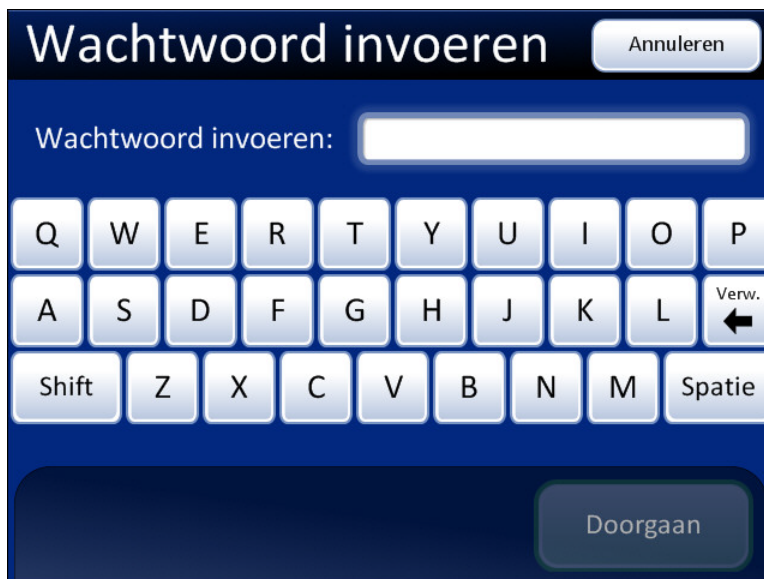 Wachtwoord invoeren Annuleren
Wachtwoord invoeren:
Q W E R T Y U I O P
A S D F G H J K L Verw.
Shift Z X C V B N M Spatie
Doorgaan